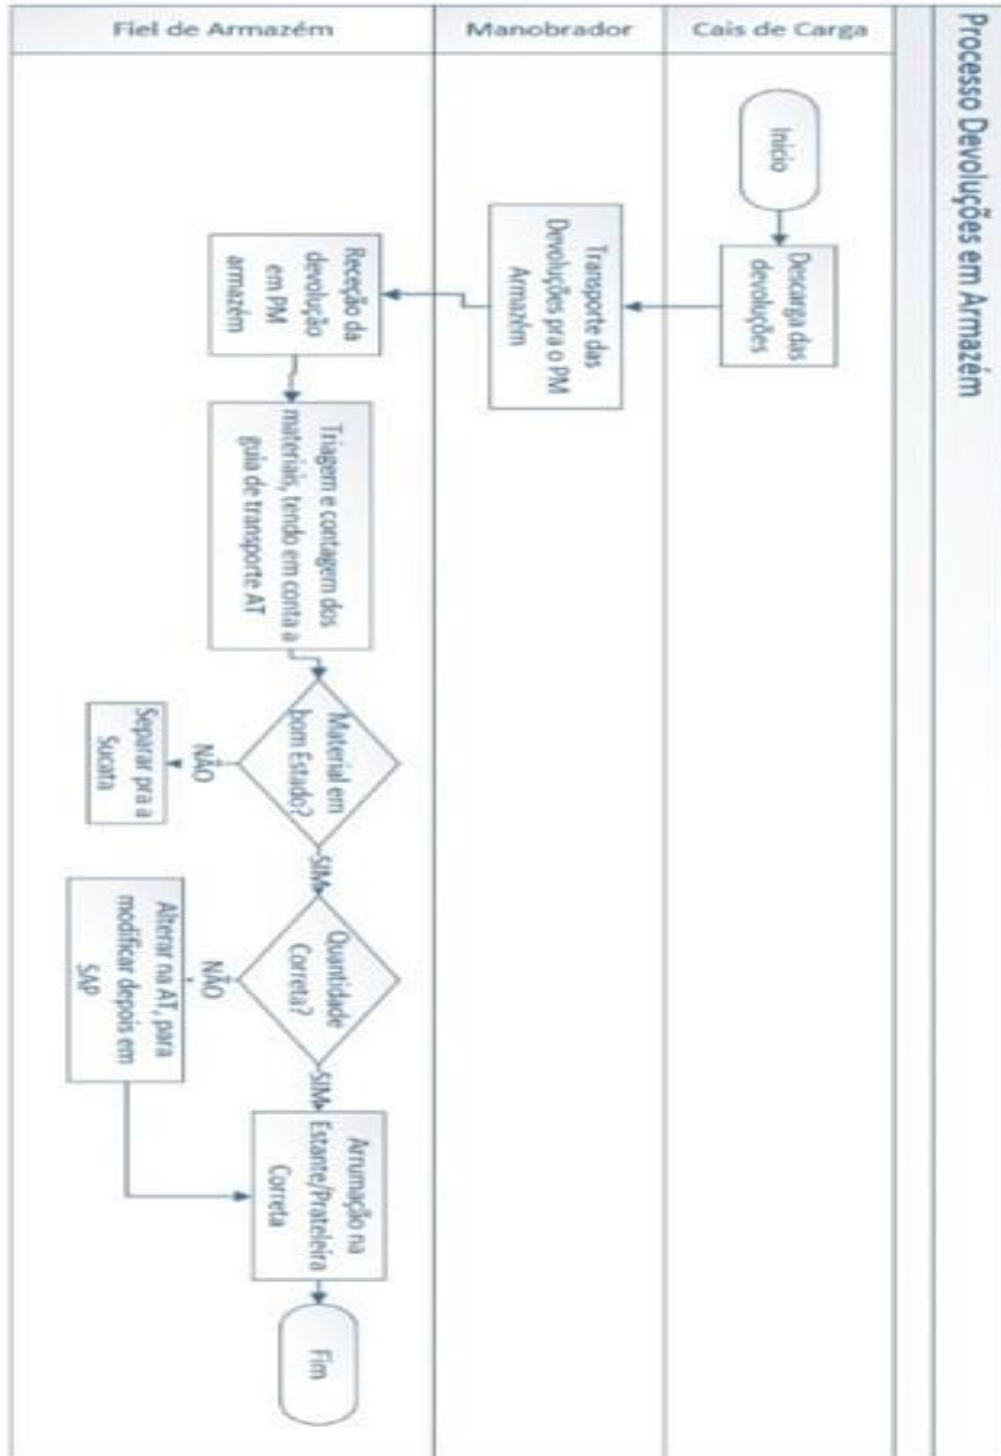 Processo Devoluções em Armazém
Cais de Carga
Início
Descarga das
devoluções
Manobrador
Transporte das
Devoluções pra o PM
Armazém
Fiel de Armazém
Receção da
devolução
em PM
armazém
Triagem e contagem dos
materiais, tendo em conta a
guia de transporte AT
Material em
bom Estado?
NÃO
Separar pra a
Sucata
SIM
Quantidade
Correta?
NÃO
Alterar na AT, para
modificar depois em
SAP
SIM
Arrumação na
Estante/Prateleira
Correta
Fim